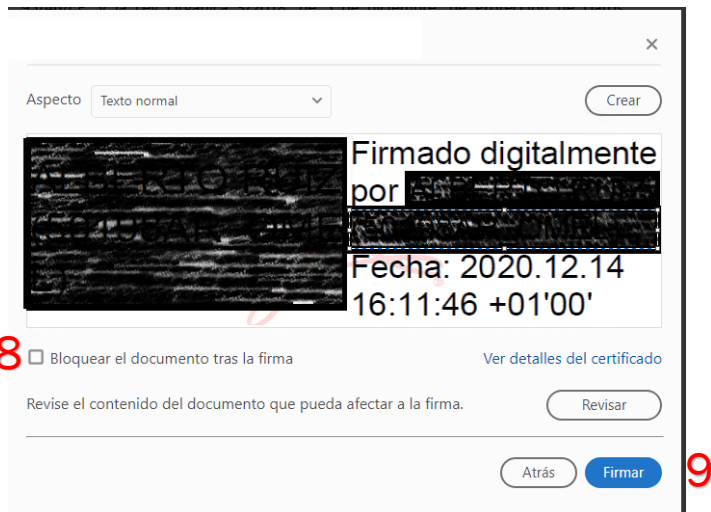 Aspecto Texto normal Crear
Firmado digitalmente
por
Fecha: 2020.12.14
16:11:46 +01'00'
8 Bloquear el documento tras la firma Ver detalles del certificado
Revise el contenido del documento que pueda afectar a la firma. Revisar
Atrás Firmar 9